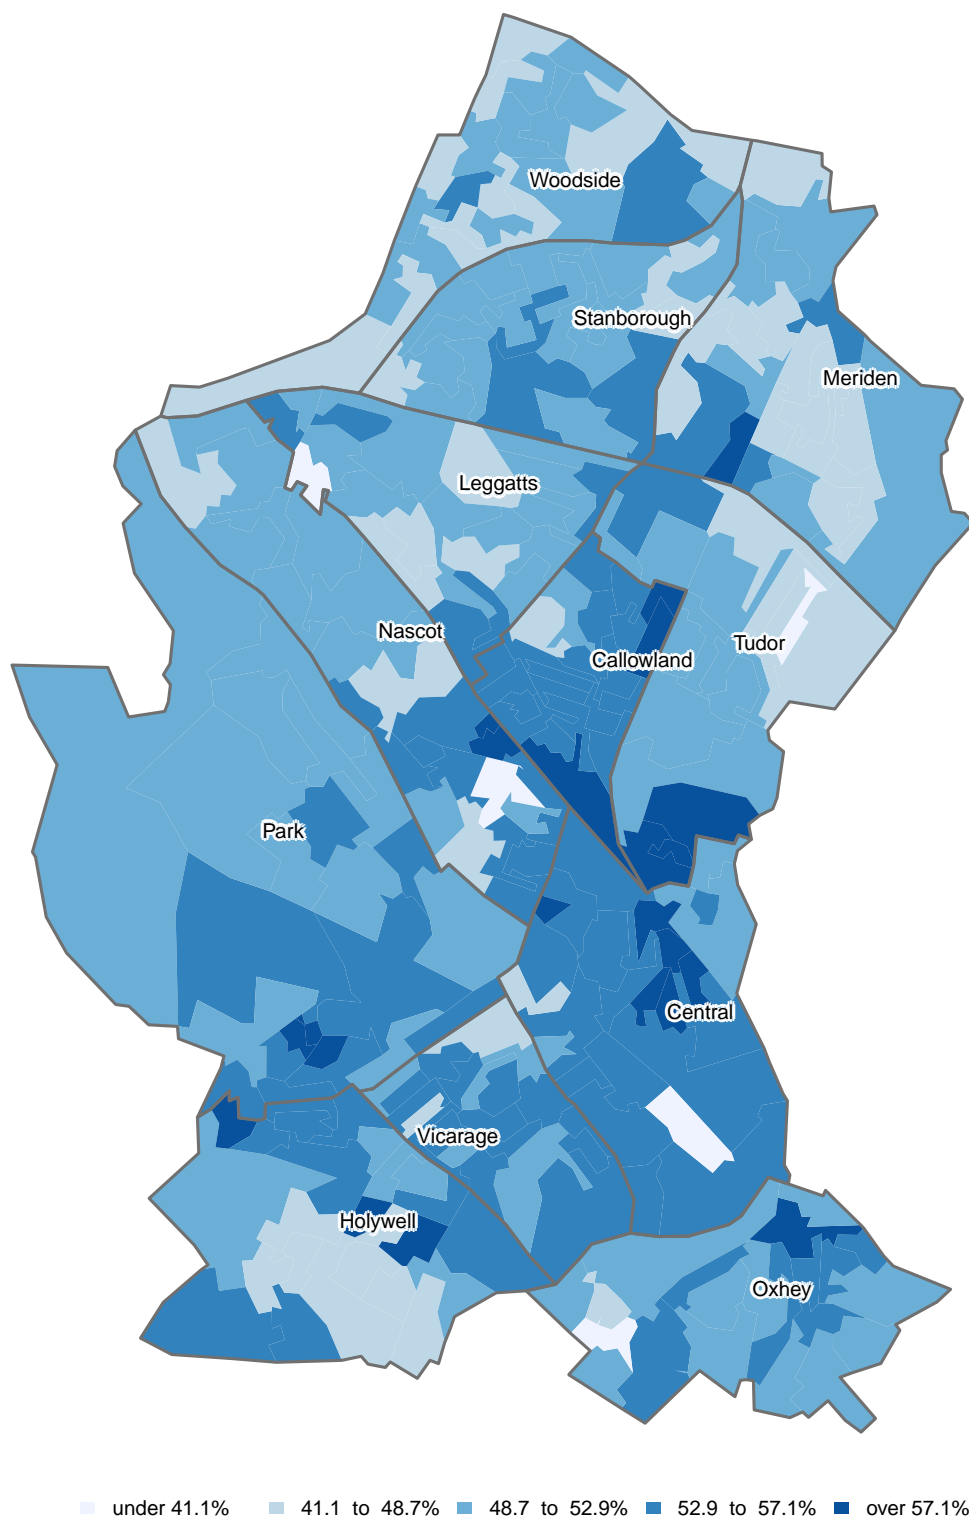 Woodside
Stanborough
Meriden
Leggatts
Nascot
Callowland
Tudor
Park
Central
Vicarage
Holywell
Oxhey
under 41.1% 41.1 to 48.7% 48.7 to 52.9% 52.9 to 57.1% over 57.1%